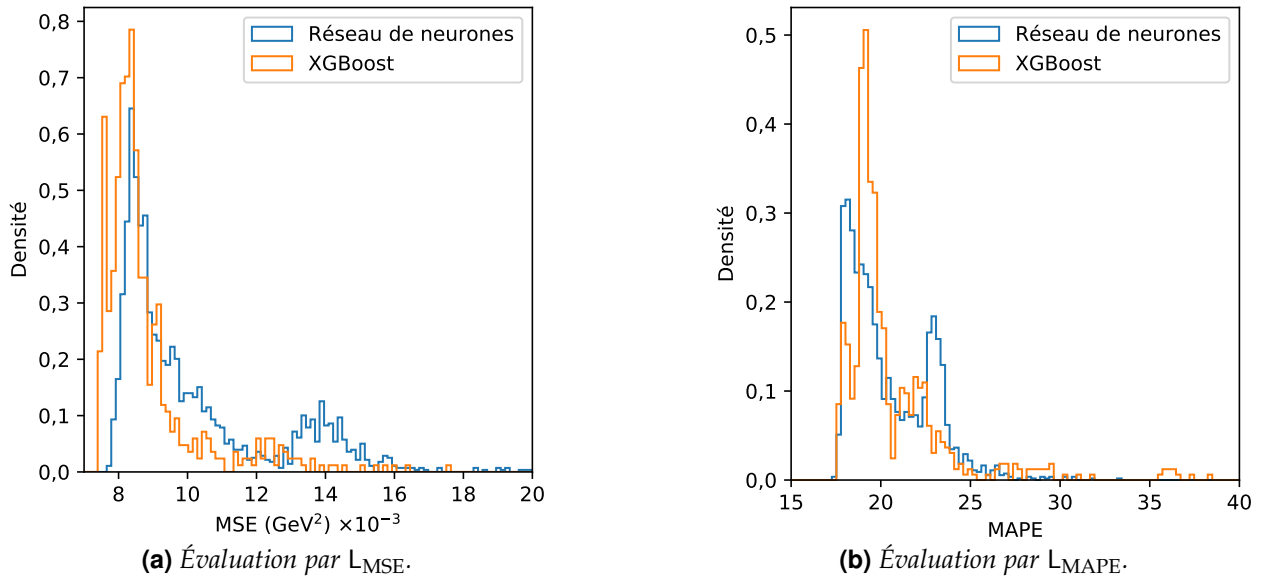 Densité
0,8
0,7
0,6
0,5
0,4
0,3
0,2
0,1
0,0
Réseau de neurones
XGBoost
8
10
12
14
16
18
20
MSE (GeV²) ×10⁻³
(a) Évaluation par L_MSE.
Densité
0,5
0,4
0,3
0,2
0,1
0,0
Réseau de neurones
XGBoost
15
20
25
30
35
40
MAPE
(b) Évaluation par L_MAPE.